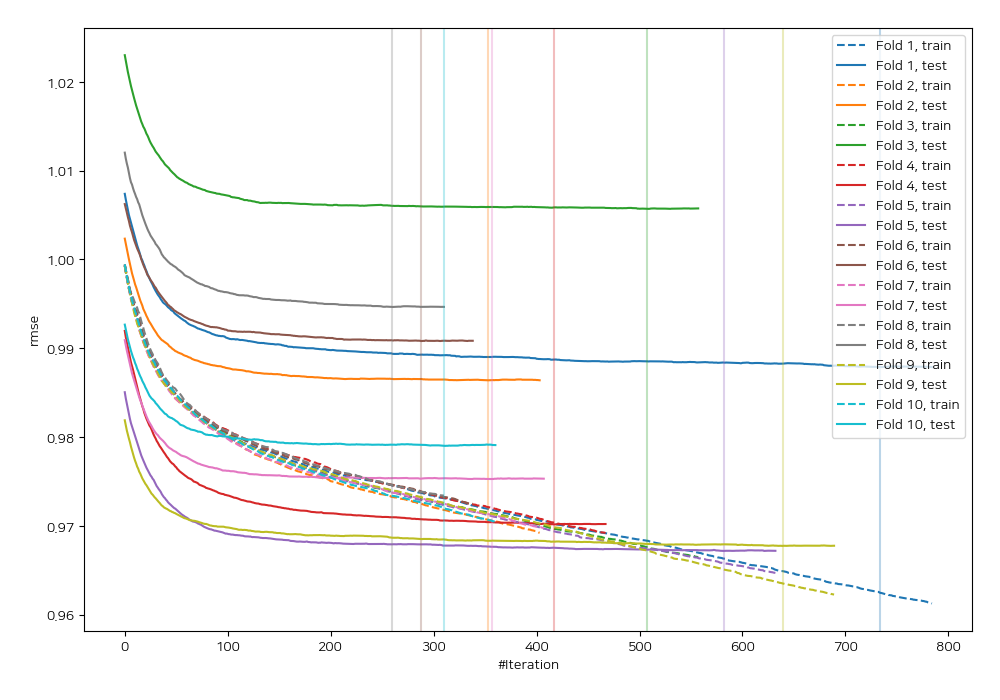 1,02
1,01
1,00
0,99
0,98
0,97
0,96
rmse
0
100
200
300
400
500
600
700
800
#Iteration
Fold 1, train
Fold 1, test
Fold 2, train
Fold 2, test
Fold 3, train
Fold 3, test
Fold 4, train
Fold 4, test
Fold 5, train
Fold 5, test
Fold 6, train
Fold 6, test
Fold 7, train
Fold 7, test
Fold 8, train
Fold 8, test
Fold 9, train
Fold 9, test
Fold 10, train
Fold 10, test